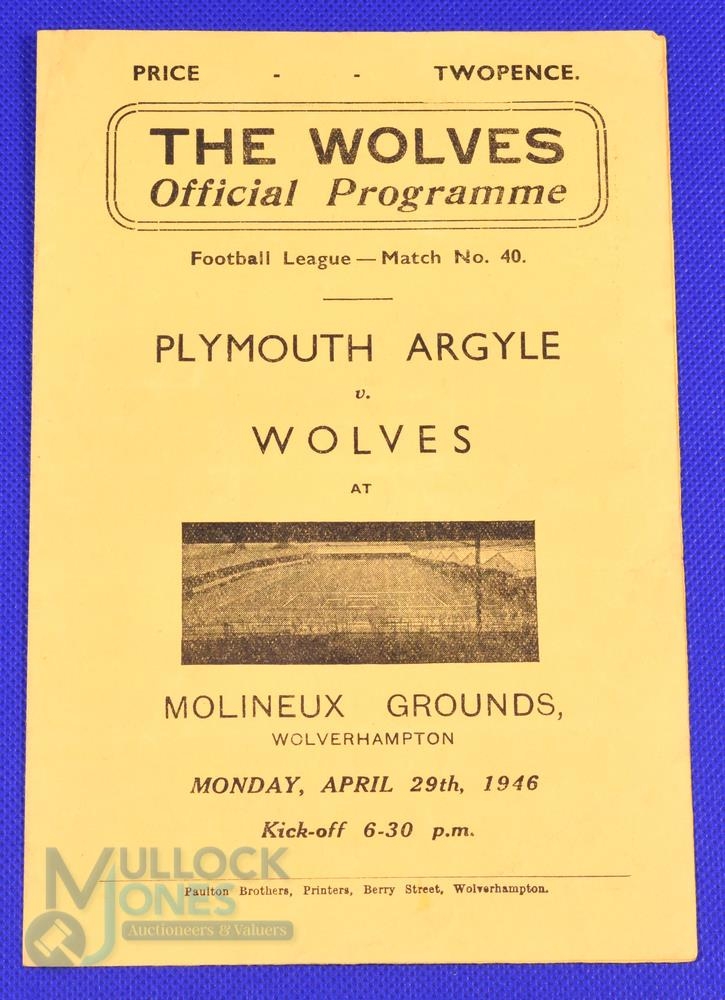 PRICE - - TWOPENCE.
THE WOLVES
Official Programme
Football League — Match No. 40.
PLYMOUTH ARGYLE
v.
WOLVES
AT
MOLINEUX GROUNDS,
WOLVERHAMPTON
MONDAY, APRIL 29th, 1946
Kick-off 6-30 p.m.
Paulton Brothers, Printers, Berry Street, Wolverhampton.
MULLOCK
JONES
Auctioneers & Valuers